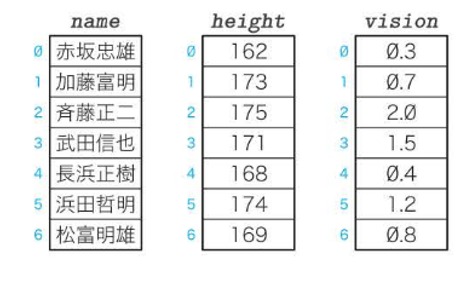 name height vision
0 赤坂忠雄 0 162 0 0.3
1 加藤富明 1 173 1 0.7
2 斉藤正二 2 175 2 2.0
3 武田信也 3 171 3 1.5
4 長浜正樹 4 168 4 0.4
5 浜田哲明 5 174 5 1.2
6 松富明雄 6 169 6 0.8